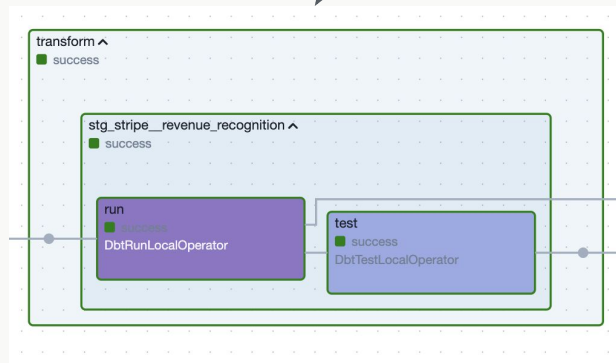 transform
success
stg_stripe__revenue_recognition
success
run
success
DbtRunLocalOperator
test
success
DbtTestLocalOperator